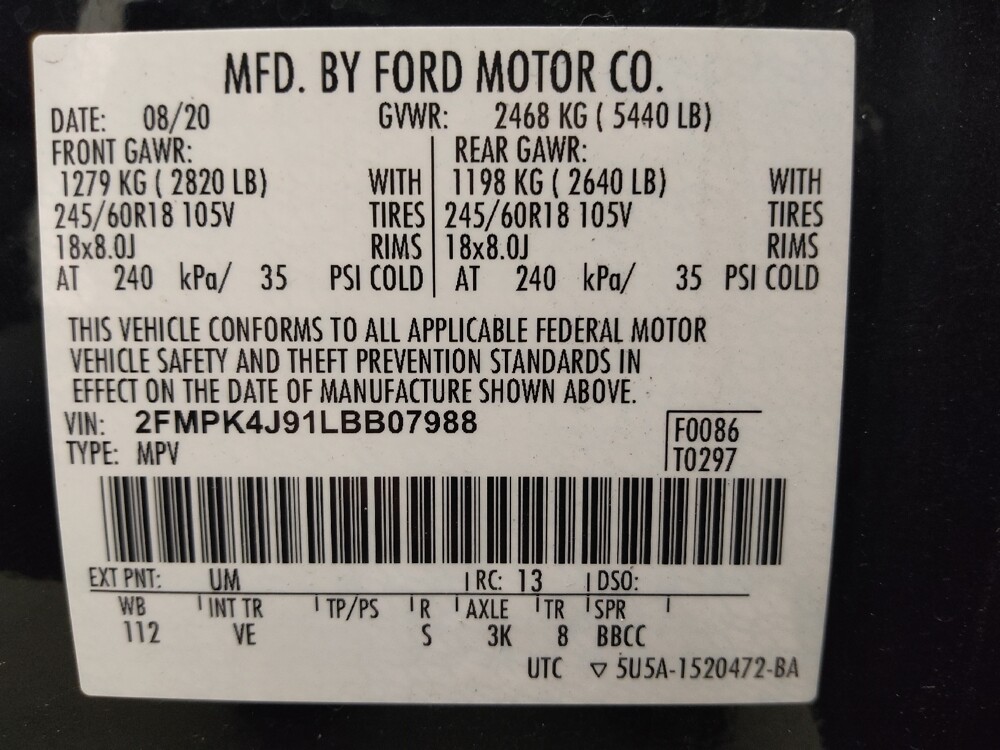 MFD. BY FORD MOTOR CO.
DATE: 08/20 GVWR: 2468 KG ( 5440 LB)
FRONT GAWR: REAR GAWR:
1279 KG ( 2820 LB) WITH 1198 KG ( 2640 LB) WITH
245/60R18 105V TIRES 245/60R18 105V TIRES
18x8.0J RIMS 18x8.0J RIMS
AT 240 kPa/ 35 PSI COLD AT 240 kPa/ 35 PSI COLD
THIS VEHICLE CONFORMS TO ALL APPLICABLE FEDERAL MOTOR
VEHICLE SAFETY AND THEFT PREVENTION STANDARDS IN
EFFECT ON THE DATE OF MANUFACTURE SHOWN ABOVE.
VIN: 2FMPK4J91LBB07988 F0086
TYPE: MPV T0297
EXT PNT: UM RC: 13 DSO:
WB INT TR TP/PS R AXLE TR SPR
112 VE S 3K 8 BBCC
UTC ▽ 5U5A-1520472-BA